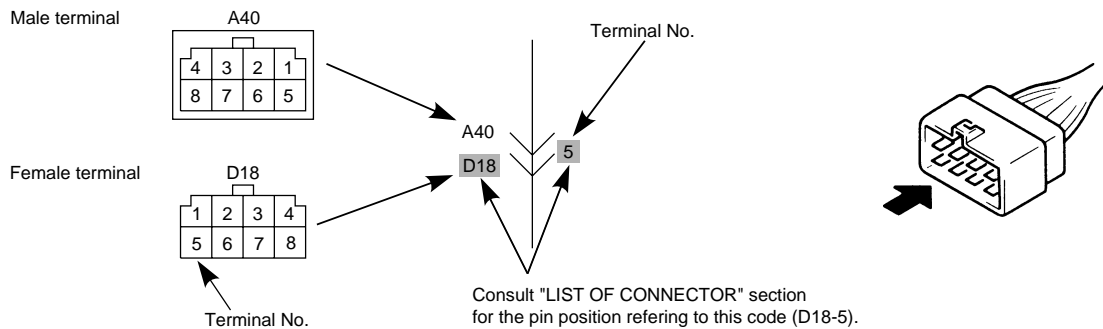 Male terminal
A40
4 3 2 1
8 7 6 5
Terminal No.
A40
D18
5
Female terminal
D18
1 2 3 4
5 6 7 8
Terminal No.
Consult "LIST OF CONNECTOR" section
for the pin position refering to this code (D18-5).